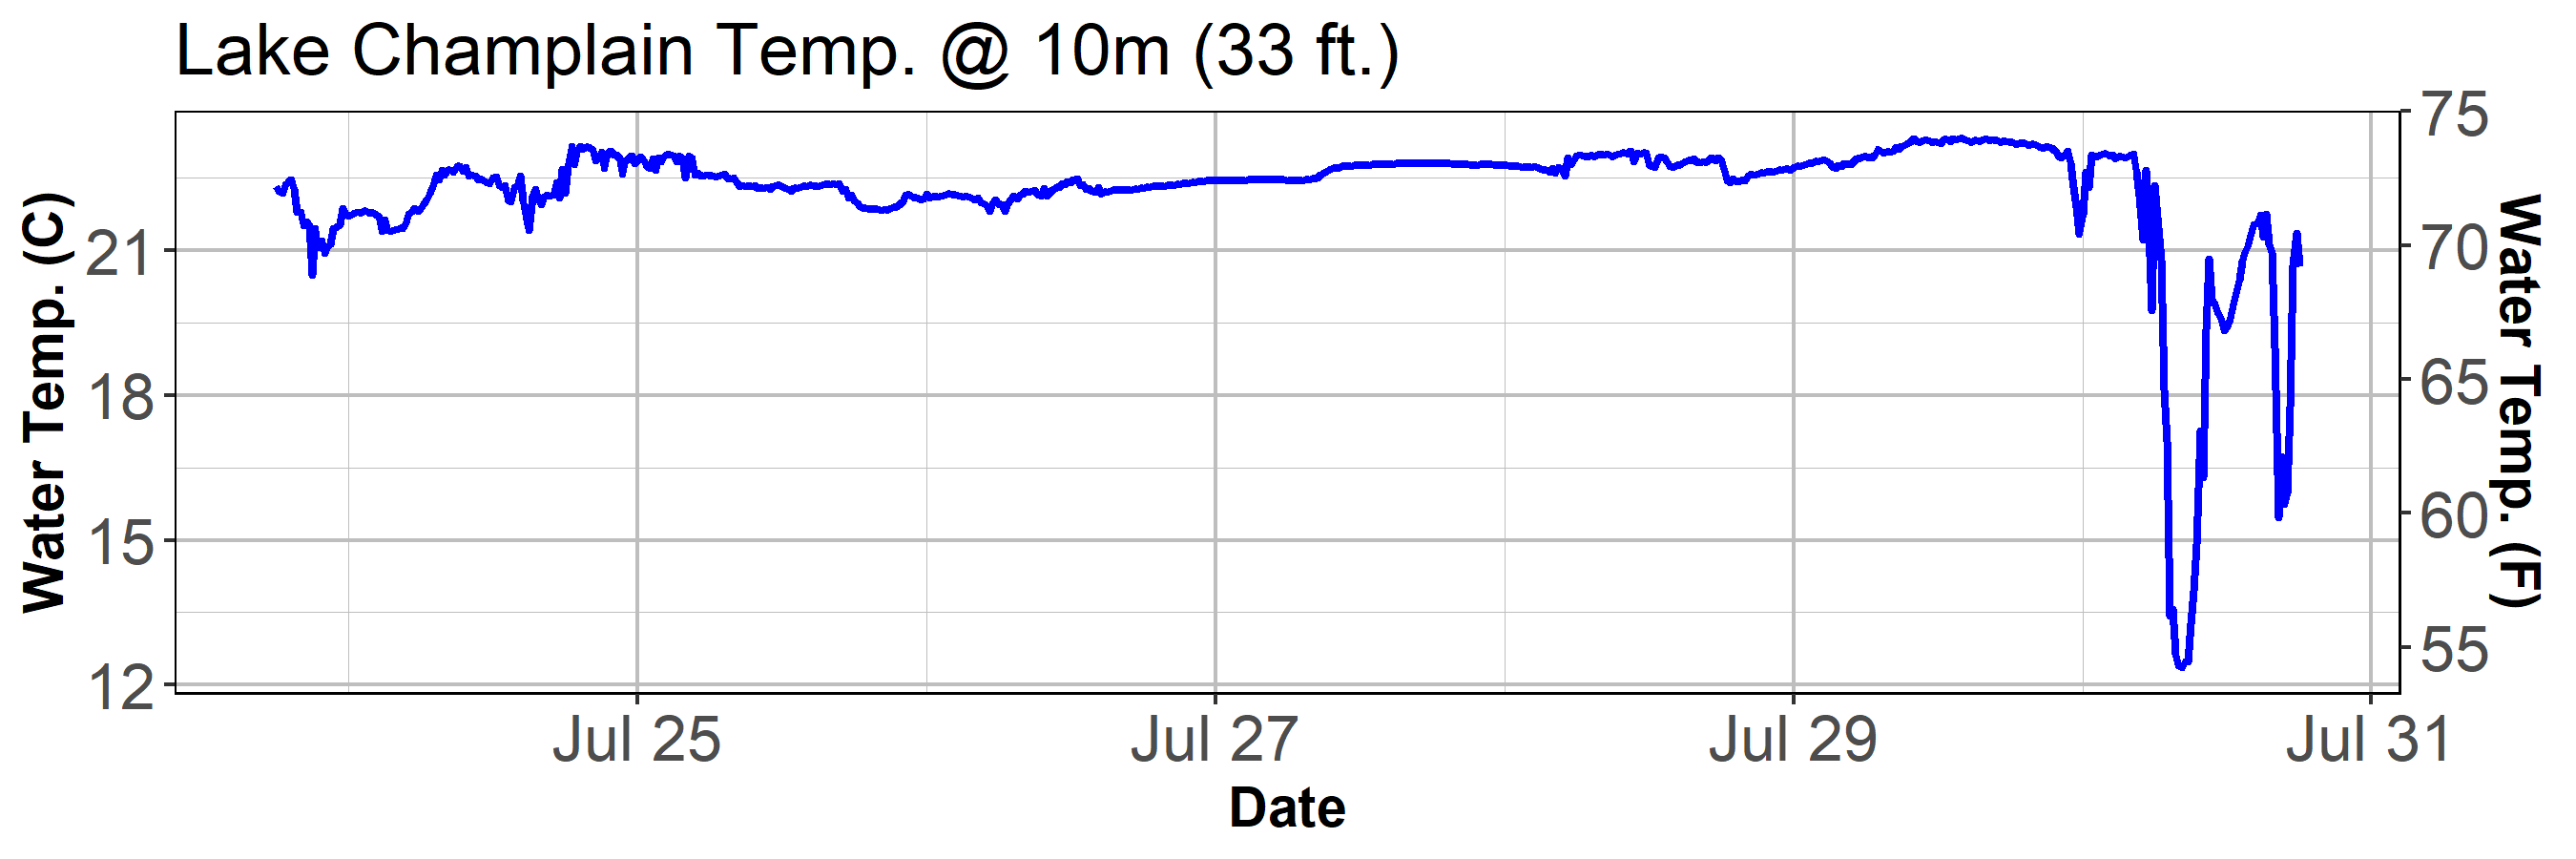 Lake Champlain Temp. @ 10m (33 ft.)
Water Temp. (C)
21
18
15
12
75
70
65
60
55
Water Temp. (F)
Jul 25
Jul 27
Jul 29
Jul 31
Date